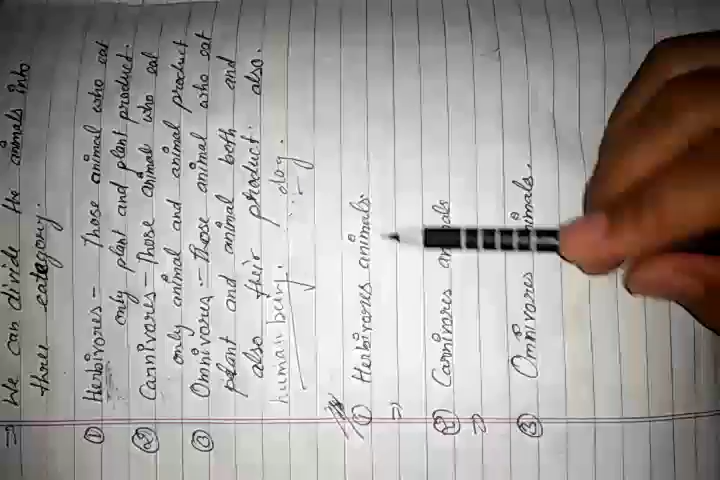 ⇒ We can divide the animals into
three category.
① Herbivores - Those animal who eat
only plant and plant product.
② Carnivores - Those animal who eat
only animal and animal product
③ Omnivores :- Those animal who eat
plant and animal both and
also their product also.
human being. :- dog.
① Herbivores animals.
⇒
② Carnivores animals
⇒
③ Omnivores animals.